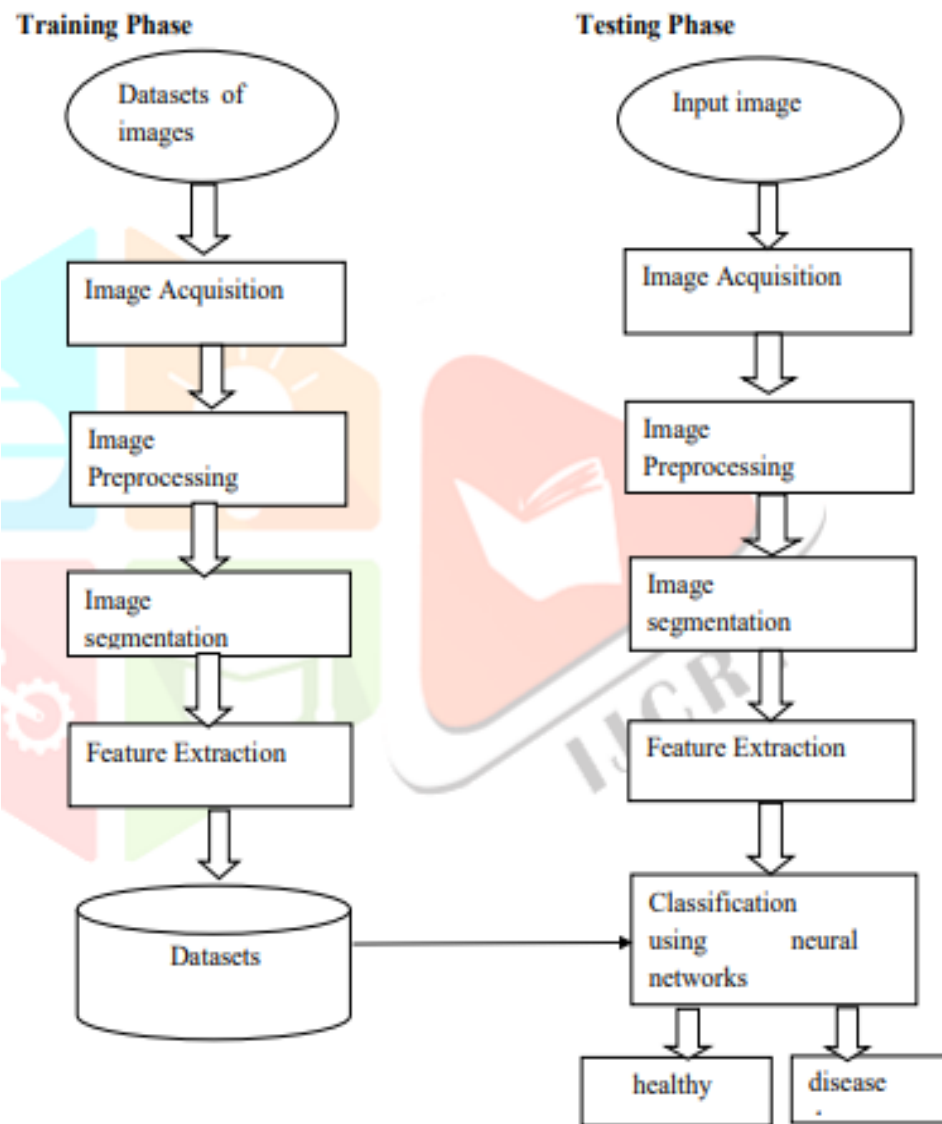 Training Phase
Datasets of
images
Image Acquisition
Image
Preprocessing
Image
segmentation
Feature Extraction
Datasets
Testing Phase
Input image
Image Acquisition
Image
Preprocessing
Image
segmentation
Feature Extraction
Classification
using neural
networks
healthy
disease
IJCR